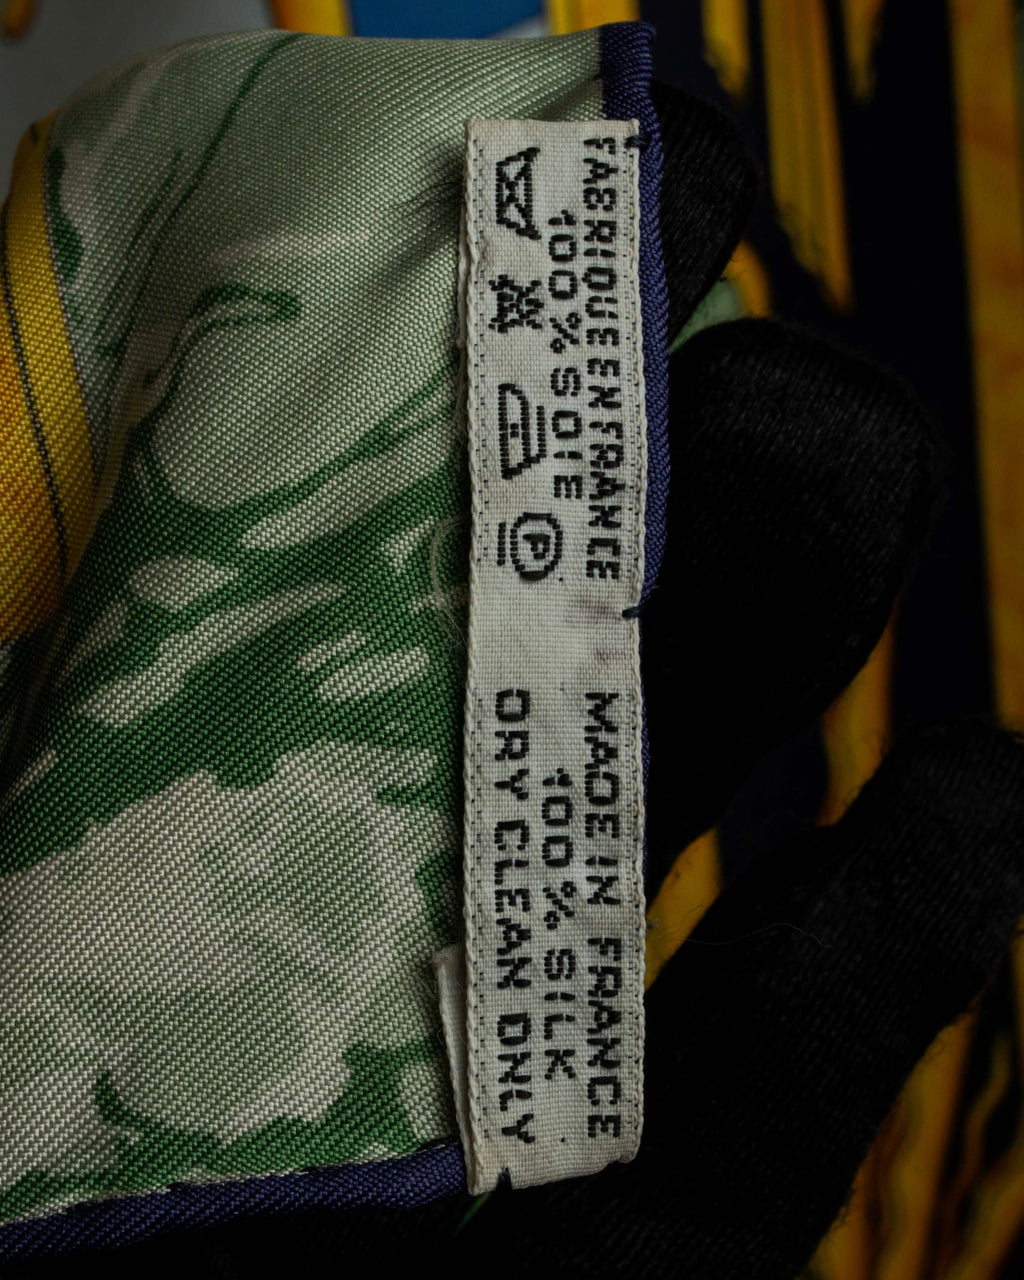 FABRIQUE EN FRANCE
100 % SOIE
P
MADE IN FRANCE
100 % SILK
DRY CLEAN ONLY